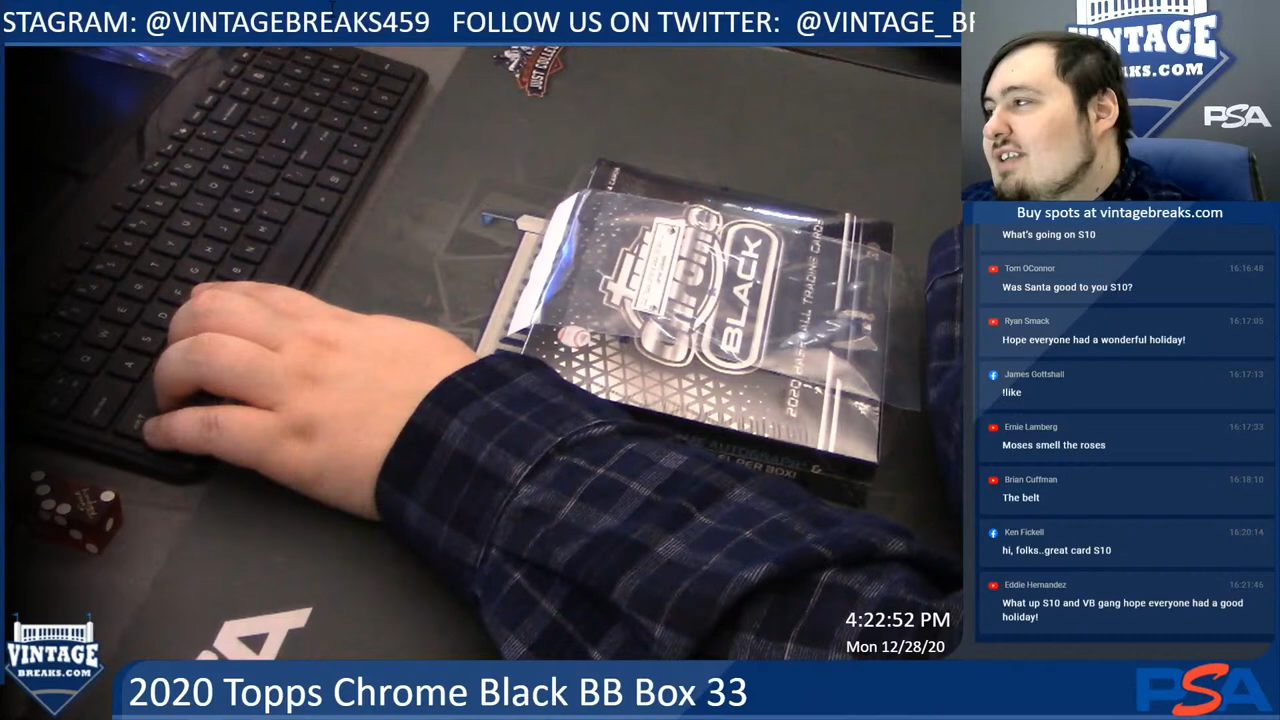 STAGRAM: @VINTAGEBREAKS459 FOLLOW US ON TWITTER: @VINTAGE_BR
VINTAGE
BREAKS.COM
PSA
JUST COLLECT
Buy spots at vintagebreaks.com
What's going on S10
Tom OConnor 16:16:48
Was Santa good to you S10?
Ryan Smack 16:17:05
Hope everyone had a wonderful holiday!
James Gottshall 16:17:13
!like
Ernie Lamberg 16:17:23
Moses smell the roses
Brian Cuffman 16:18:10
The belt
Ken Fickell 16:20:14
hi, folks..great card S10
Eddie Hernandez 16:21:46
What up S10 and VB gang hope everyone had a good
holiday!
chrome
BLACK
2020 BASEBALL TRADING CARDS
4:22:52 PM
Mon 12/28/20
VINTAGE
BREAKS.COM
2020 Topps Chrome Black BB Box 33
PSA